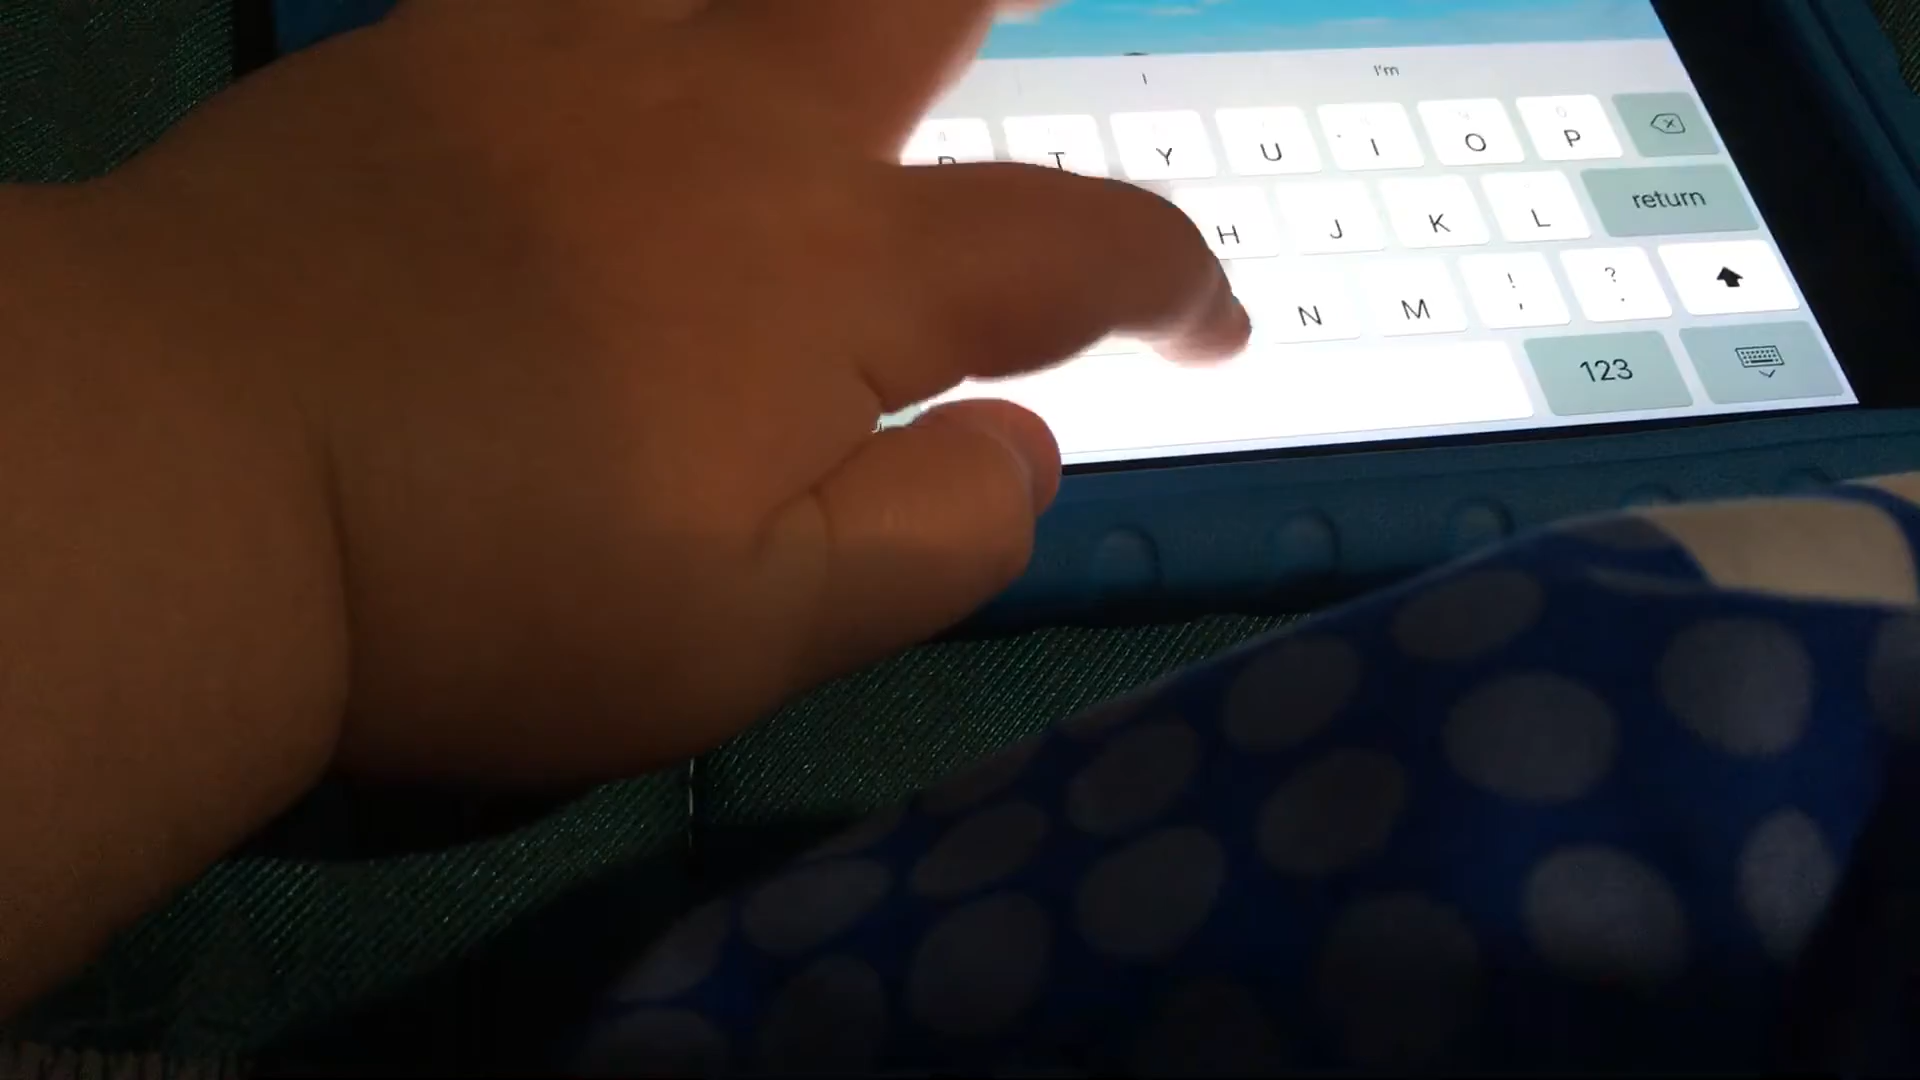 I I'm
R T Y U I O P
H J K L return
N M ! , ? .
123